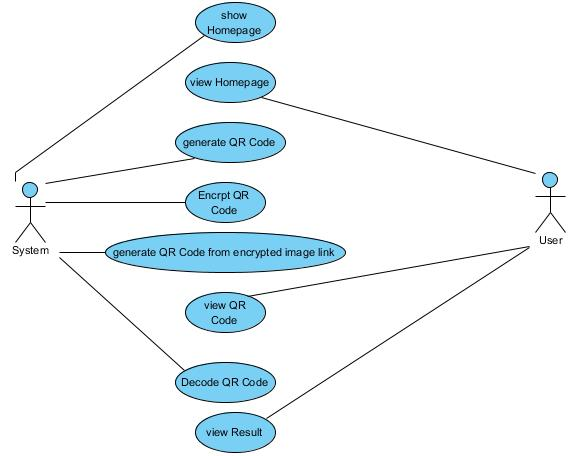 show
Homepage
view Homepage
generate QR Code
Encrpt QR
Code
System
User
generate QR Code from encrypted image link
view QR
Code
Decode QR Code
view Result